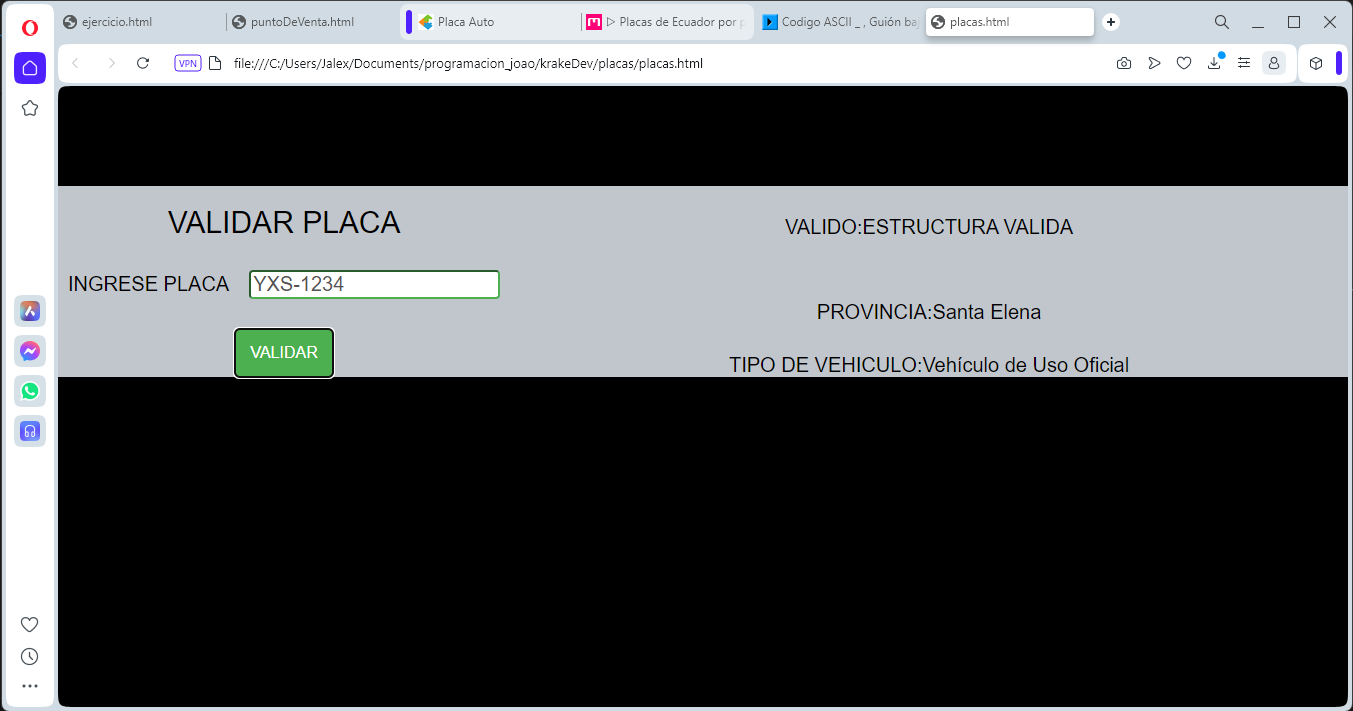 ejercicio.html
puntoDeVenta.html
Placa Auto
▷ Placas de Ecuador por p
Codigo ASCII _ , Guión baj
placas.html
VPN
file:///C:/Users/Jalex/Documents/programacion_joao/krakeDev/placas/placas.html
VALIDAR PLACA
INGRESE PLACA
YXS-1234
VALIDAR
VALIDO:ESTRUCTURA VALIDA
PROVINCIA:Santa Elena
TIPO DE VEHICULO:Vehículo de Uso Oficial